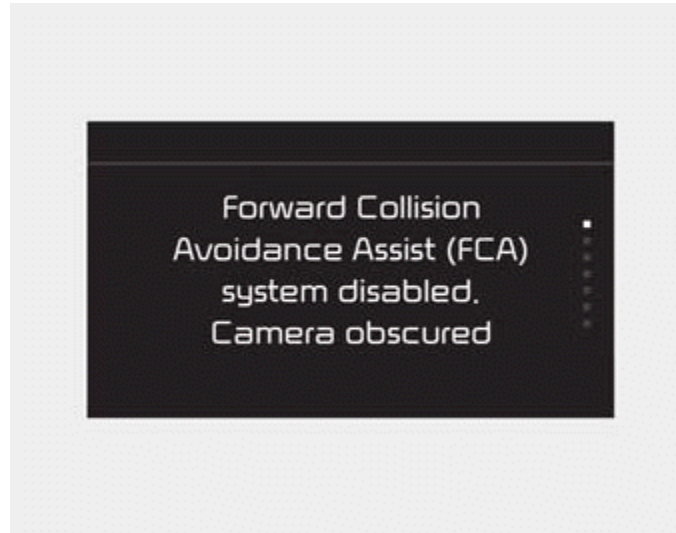 Forward Collision
Avoidance Assist (FCA)
system disabled.
Camera obscured